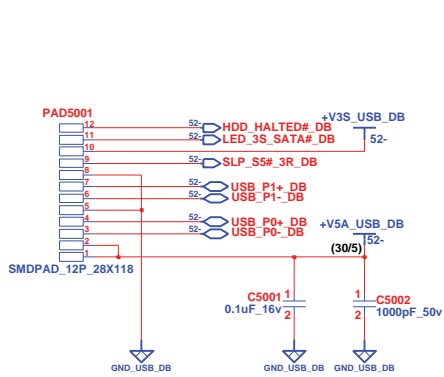 PAD5001
+V3S_USB_DB
12 52- HDD_HALTED#_DB
11 52- LED_3S_SATA#_DB
52-
10
9 52- SLP_S5#_3R_DB
8
7 52- USB_P1+_DB
6 52- USB_P1-_DB
5
4 52- USB_P0+_DB
+V5A_USB_DB
3 52- USB_P0-_DB
52-
2
(30/5)
1
SMDPAD_12P_28X118
C5001 1
1 C5002
0.1uF_16v
1000pF_50v
2
2
GND_USB_DB
GND_USB_DB
GND_USB_DB